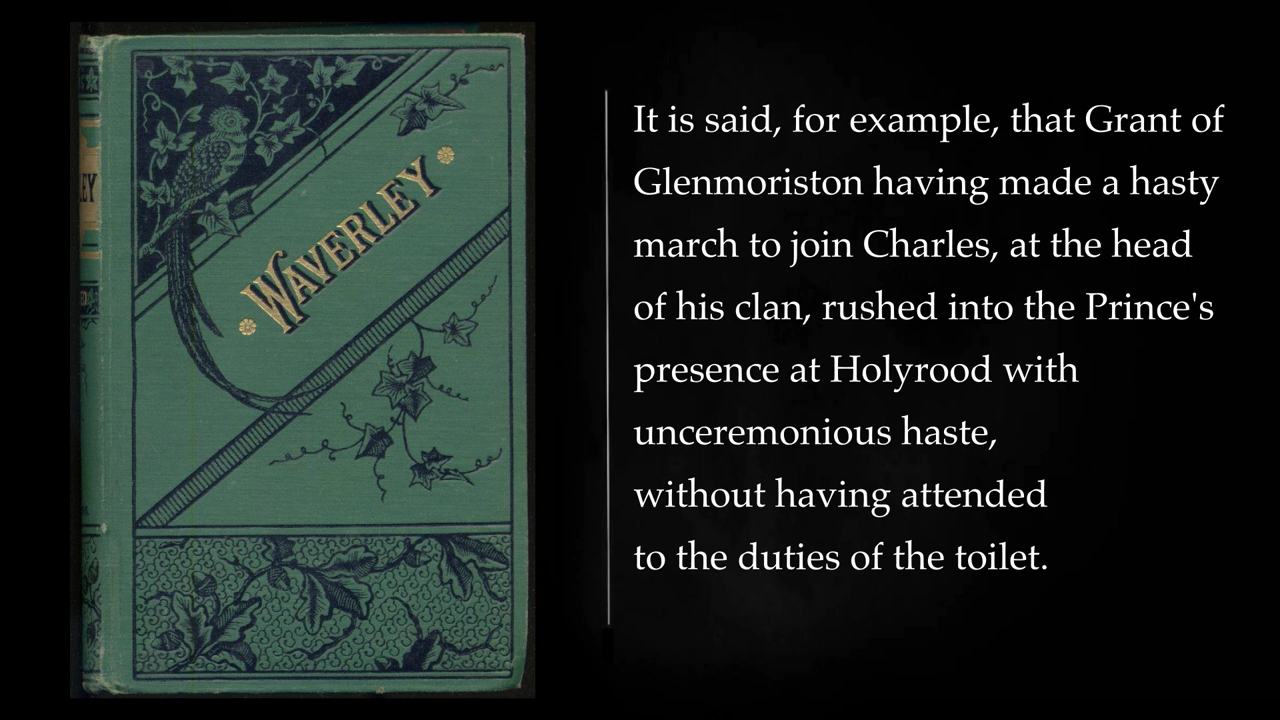 WAVERLEY
LEY
It is said, for example, that Grant of
Glenmoriston having made a hasty
march to join Charles, at the head
of his clan, rushed into the Prince's
presence at Holyrood with
unceremonious haste,
without having attended
to the duties of the toilet.